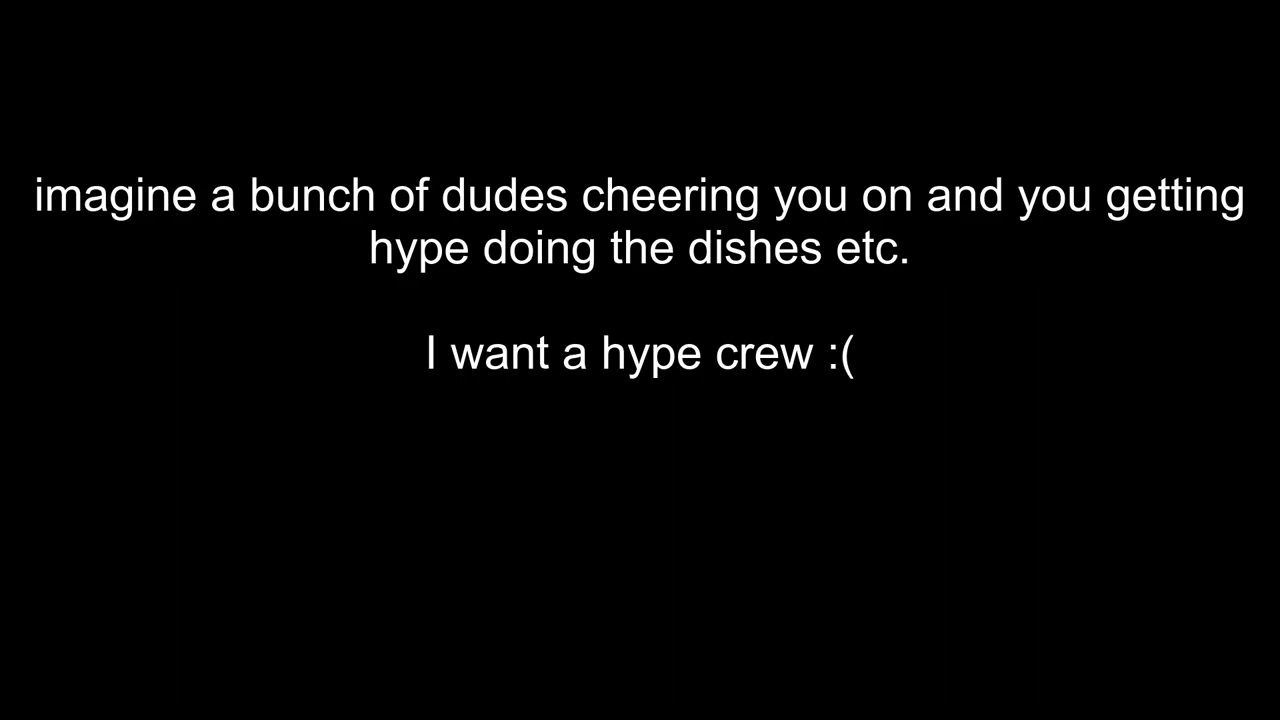 imagine a bunch of dudes cheering you on and you getting
hype doing the dishes etc.
I want a hype crew :(